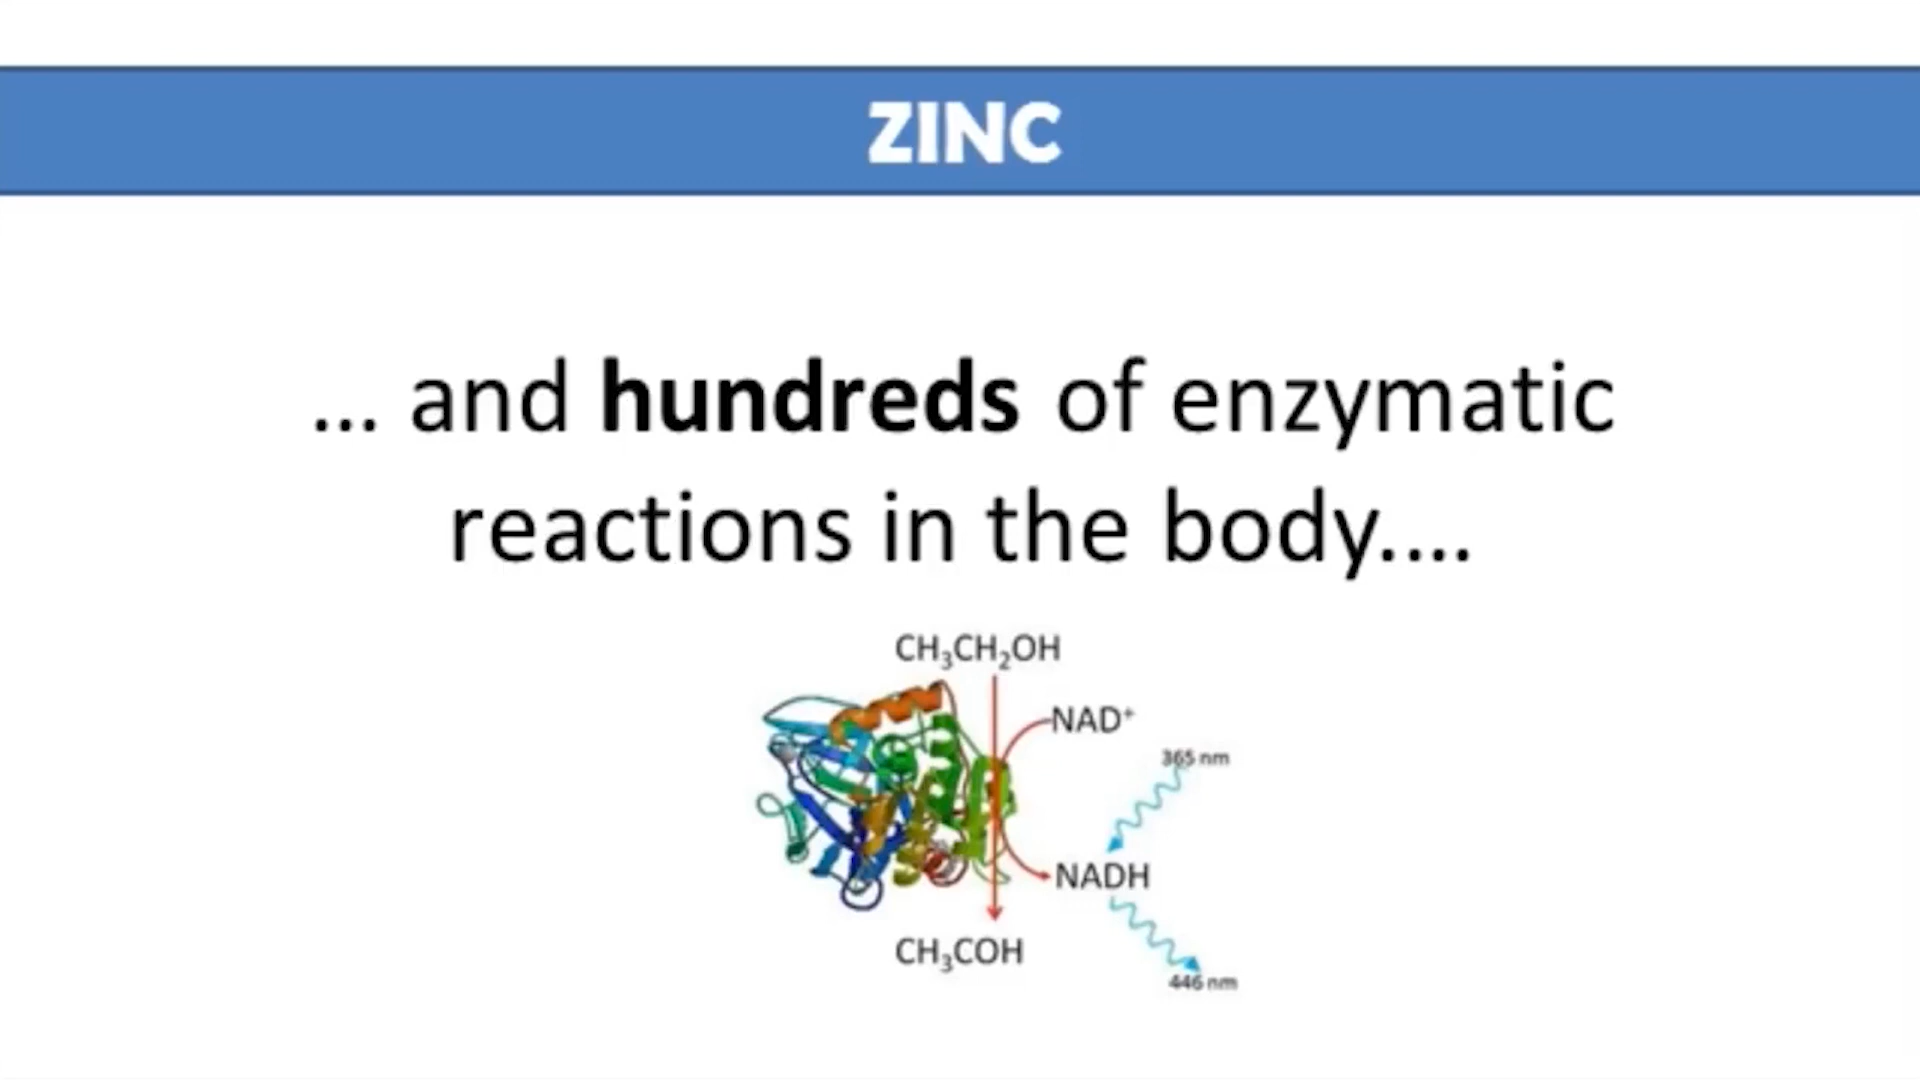 ZINC
... and hundreds of enzymatic
reactions in the body....
CH₃CH₂OH
NAD⁺
365 nm
NADH
CH₃COH
446 nm